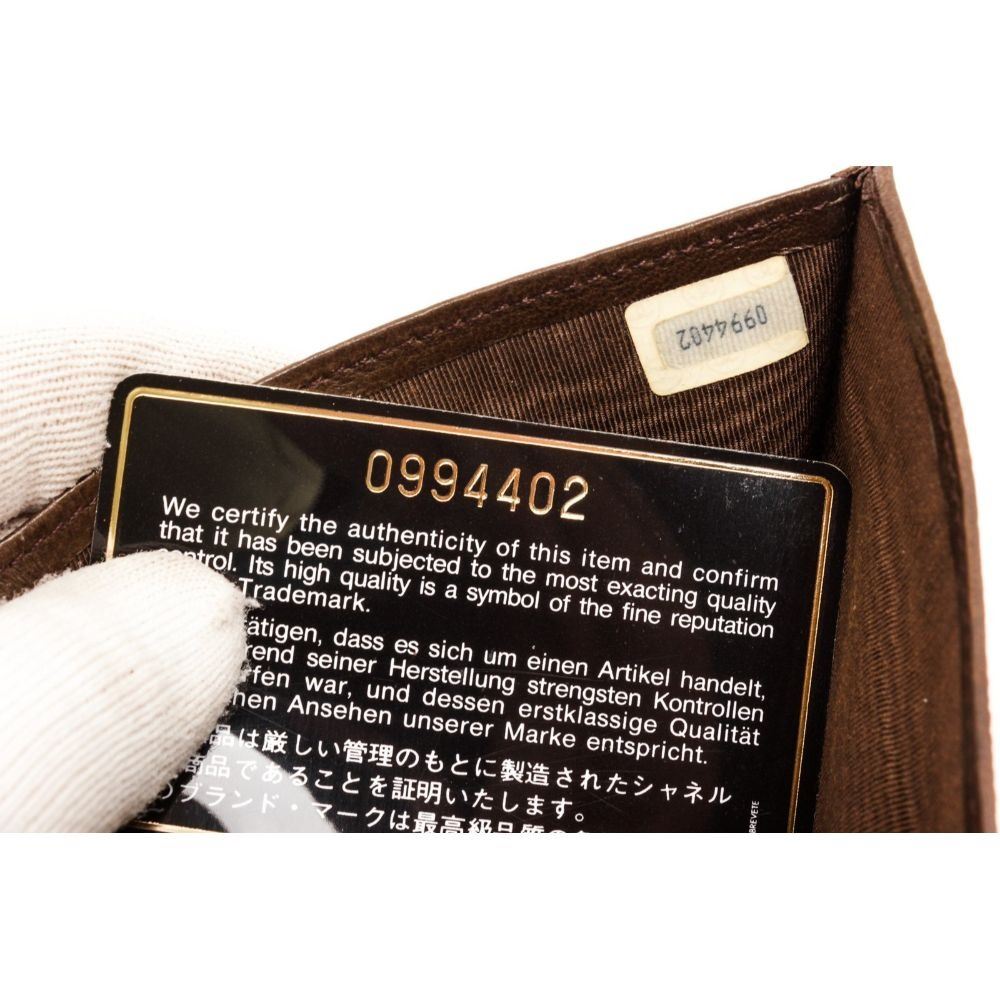 0994402
0994402
We certify the authenticity of this item and confirm
that it has been subjected to the most exacting quality
control. Its high quality is a symbol of the fine reputation
Trademark.
dass es sich um einen Artikel handelt,
seiner Herstellung strengsten Kontrollen
war, und dessen erstklassige Qualität
Ansehen unserer Marke entspricht.
品は厳しい管理のもとに製造されたシャネル
商品であることを証明いたします。
ブランド・マークは最高級品質の
BREVETE